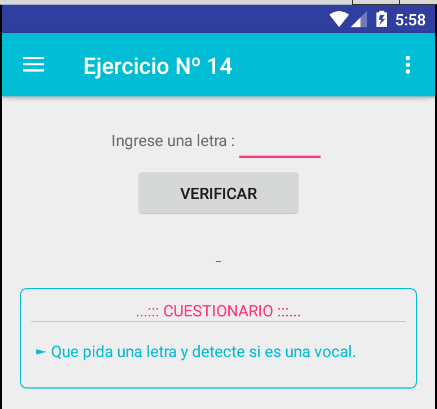 5:58
Ejercicio Nº 14
Ingrese una letra :
VERIFICAR
-
...::: CUESTIONARIO :::...
► Que pida una letra y detecte si es una vocal.